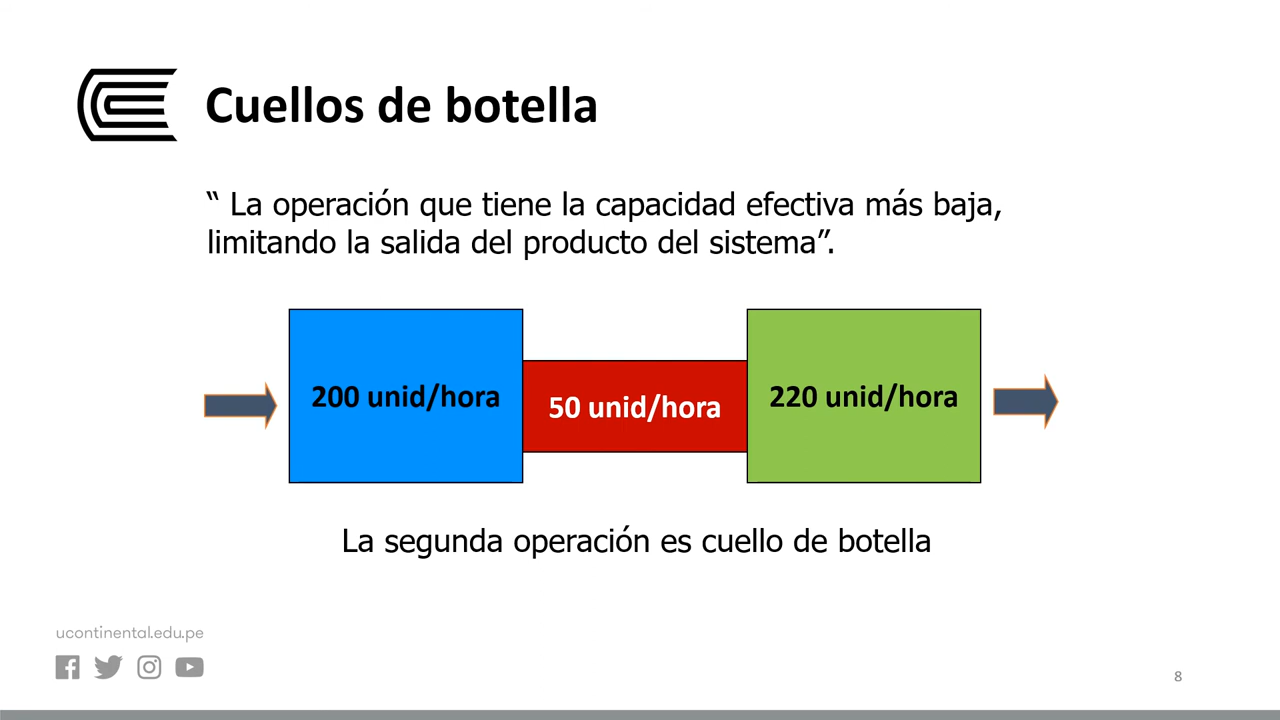 Cuellos de botella
“ La operación que tiene la capacidad efectiva más baja,
limitando la salida del producto del sistema”.
200 unid/hora
50 unid/hora
220 unid/hora
La segunda operación es cuello de botella
ucontinental.edu.pe
8